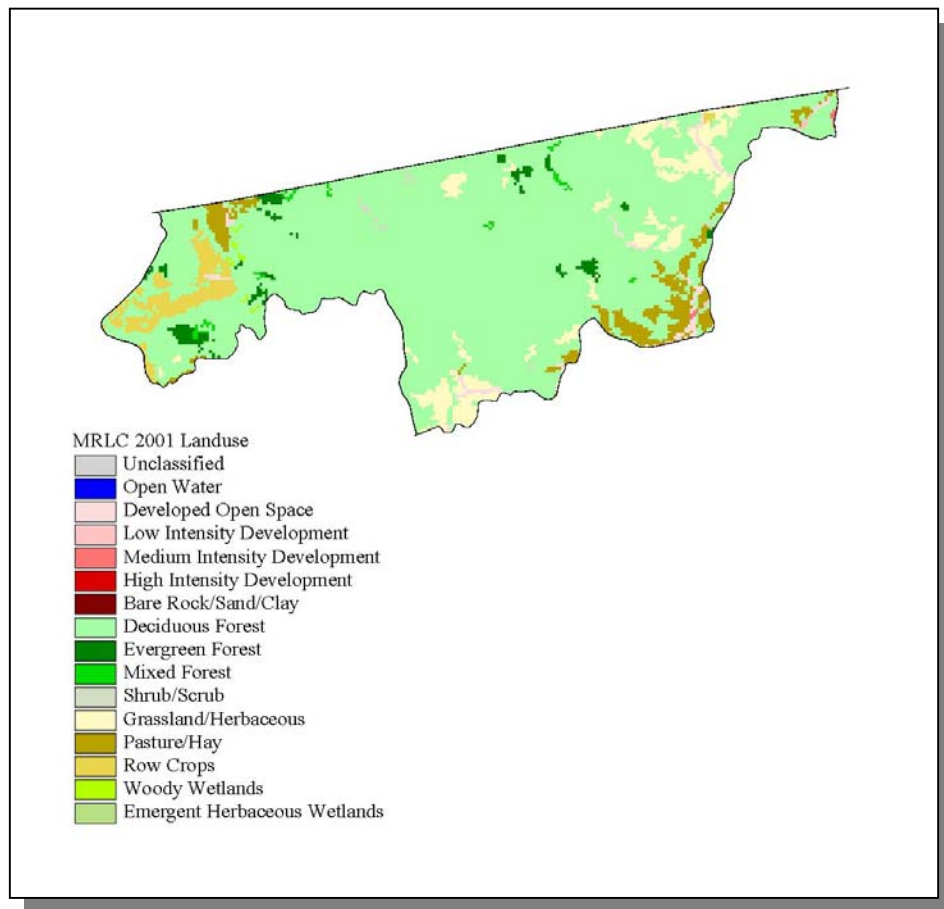 MRLC 2001 Landuse
Unclassified
Open Water
Developed Open Space
Low Intensity Development
Medium Intensity Development
High Intensity Development
Bare Rock/Sand/Clay
Deciduous Forest
Evergreen Forest
Mixed Forest
Shrub/Scrub
Grassland/Herbaceous
Pasture/Hay
Row Crops
Woody Wetlands
Emergent Herbaceous Wetlands